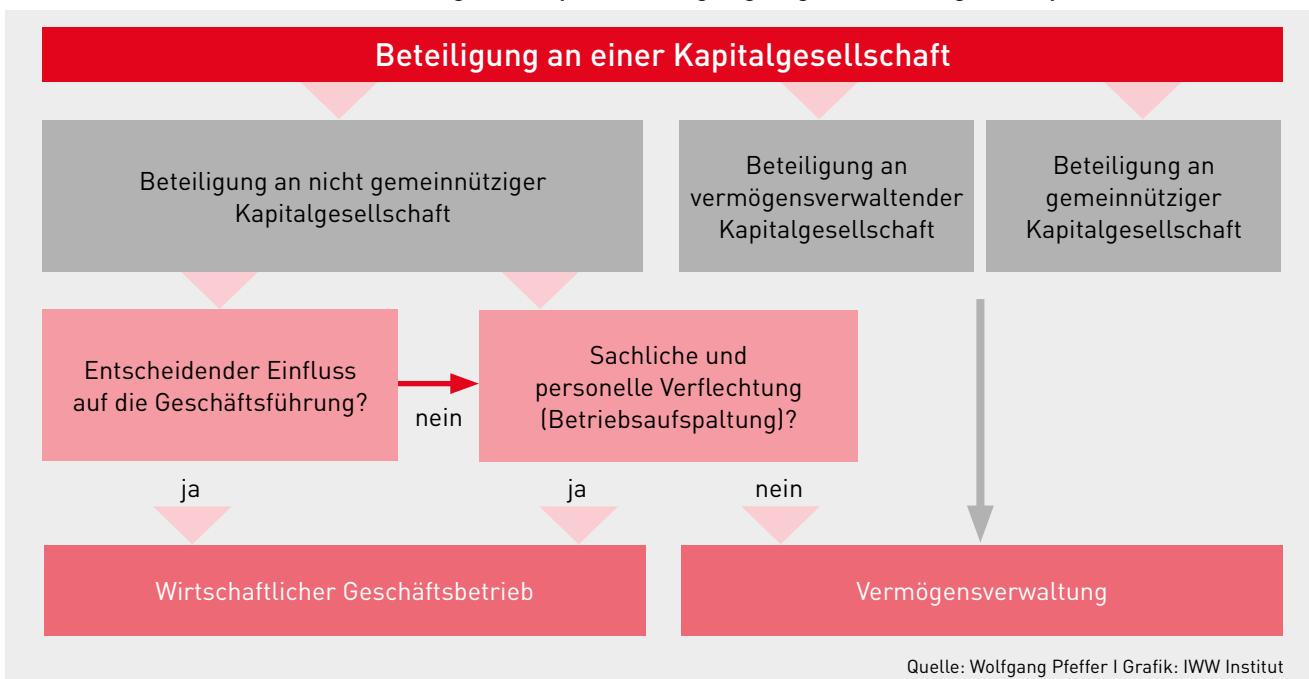 Beteiligung an einer Kapitalgesellschaft
Beteiligung an nicht gemeinnütziger
Kapitalgesellschaft
Beteiligung an
vermögensverwaltender
Kapitalgesellschaft
Beteiligung an
gemeinnütziger
Kapitalgesellschaft
Entscheidender Einfluss
auf die Geschäftsführung?
nein
Sachliche und
personelle Verflechtung
(Betriebsaufspaltung)?
ja
ja
nein
Wirtschaftlicher Geschäftsbetrieb
Vermögensverwaltung
Quelle: Wolfgang Pfeffer I Grafik: IWW Institut